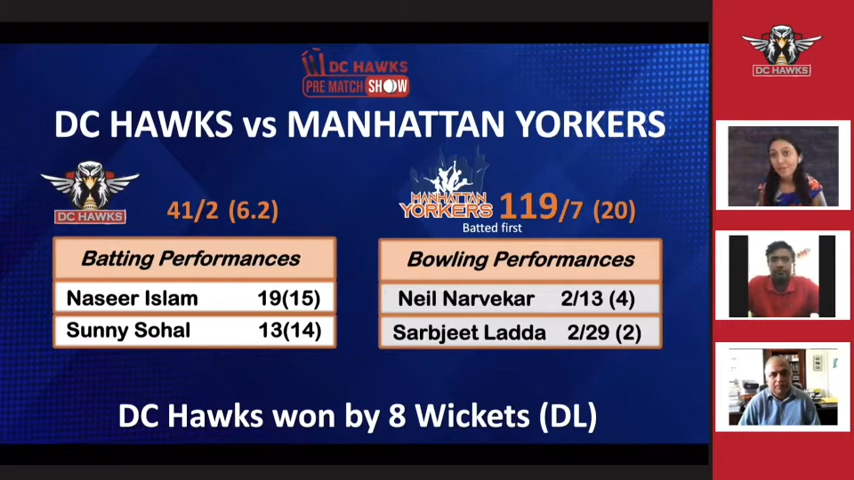 DC HAWKS
PRE MATCH SHOW
DC HAWKS vs MANHATTAN YORKERS
DC HAWKS
41/2 (6.2)
MANHATTAN
YORKERS
119/7 (20)
Batted first
Batting Performances
Naseer Islam 19(15)
Sunny Sohal 13(14)
Bowling Performances
Neil Narvekar 2/13 (4)
Sarbjeet Ladda 2/29 (2)
DC Hawks won by 8 Wickets (DL)
DC HAWKS